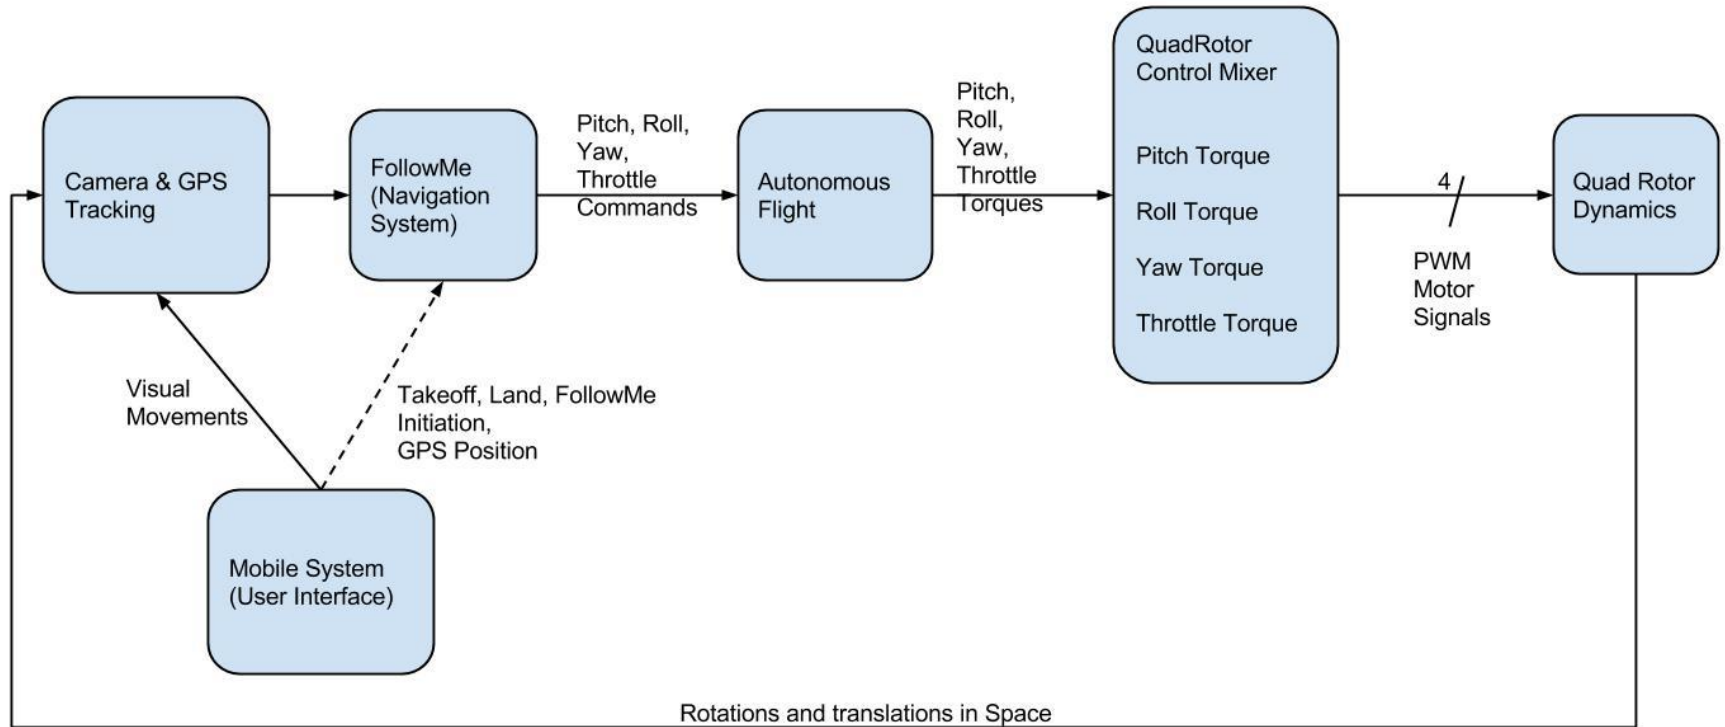 Camera & GPS
Tracking
FollowMe
(Navigation
System)
Pitch, Roll,
Yaw,
Throttle
Commands
Autonomous
Flight
Pitch,
Roll,
Yaw,
Throttle
Torques
QuadRotor
Control Mixer
Pitch Torque
Roll Torque
Yaw Torque
Throttle Torque
4
PWM
Motor
Signals
Quad Rotor
Dynamics
Visual
Movements
Takeoff, Land, FollowMe
Initiation,
GPS Position
Mobile System
(User Interface)
Rotations and translations in Space